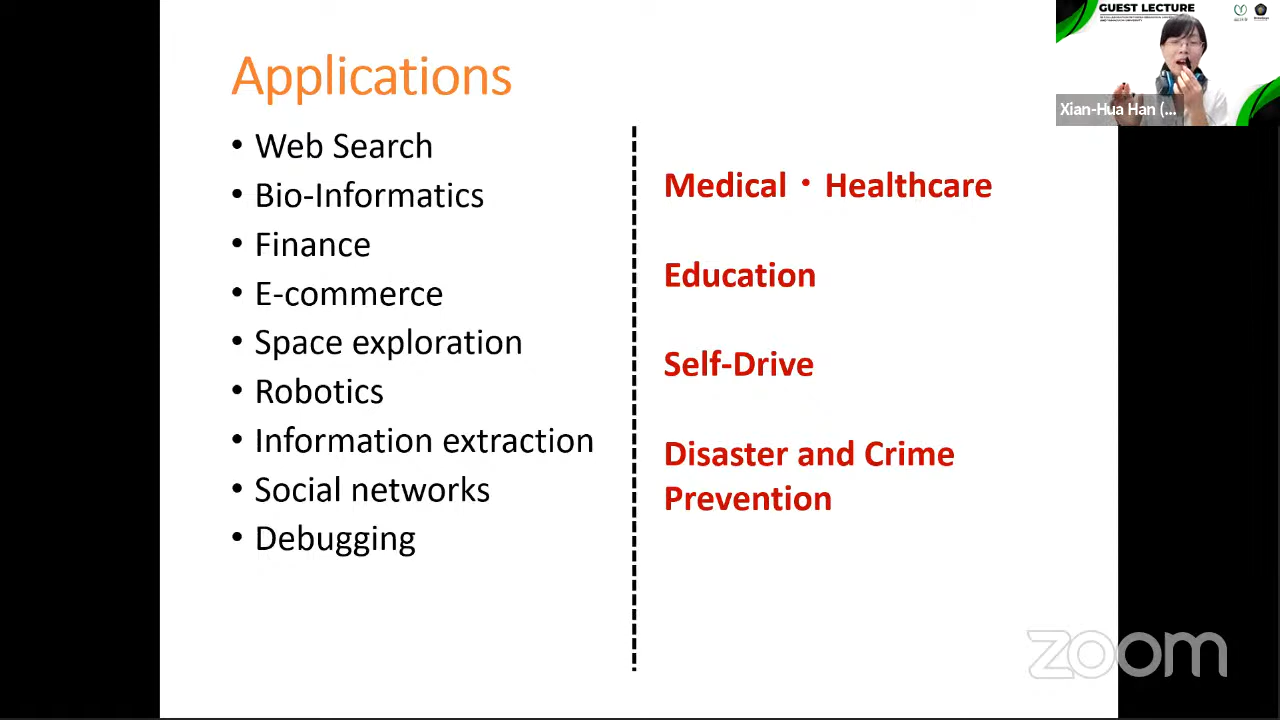 Applications
• Web Search
• Bio-Informatics
• Finance
• E-commerce
• Space exploration
• Robotics
• Information extraction
• Social networks
• Debugging
Medical・Healthcare
Education
Self-Drive
Disaster and Crime
Prevention
GUEST LECTURE
Xian-Hua Han (...
zoom